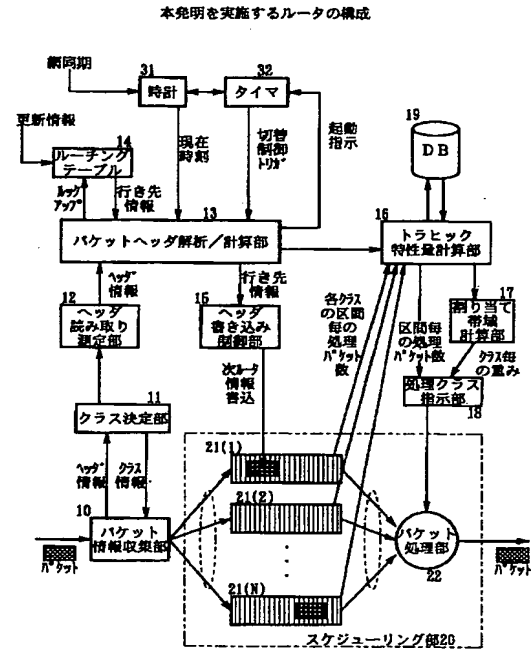 本発明を実施するルータの構成
網同期
31
時計
32
タイマ
更新情報
14
ルーチング
テーブル
現在
時刻
切替
制御
トリガ
起動
指示
19
DB
ルック
アップ
行き先
情報
13
パケットヘッダ解析/計算部
16
トラヒック
特性量計算部
ヘッダ
情報
行き先
情報
12
ヘッダ
読み取り
測定部
15
ヘッダ
書き込み
制御部
各クラス
の区間
毎の
処理
パケット
数
区間毎
の処理
パケット数
17
割り当て
帯域
計算部
クラス毎
の重み
処理クラス
指示部
18
次ルータ
情報
書込
11
クラス決定部
ヘッダ
情報
クラス
情報
10
パケット
情報収集部
パケット
21(1)
21(2)
21(N)
パケット
処理部
22
パケット
スケジューリング部20